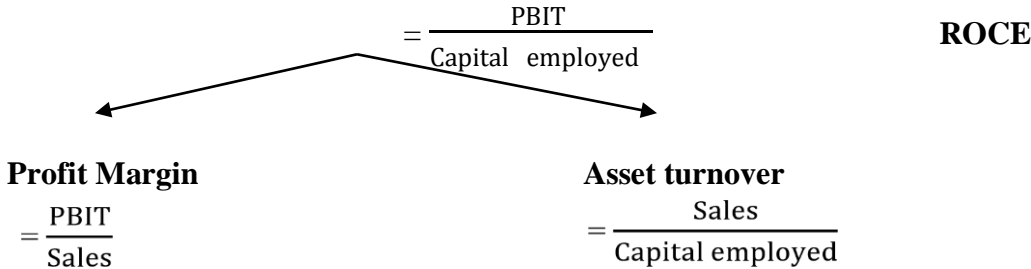 = PBIT / Capital employed ROCE
Profit Margin Asset turnover
= PBIT / Sales = Sales / Capital employed